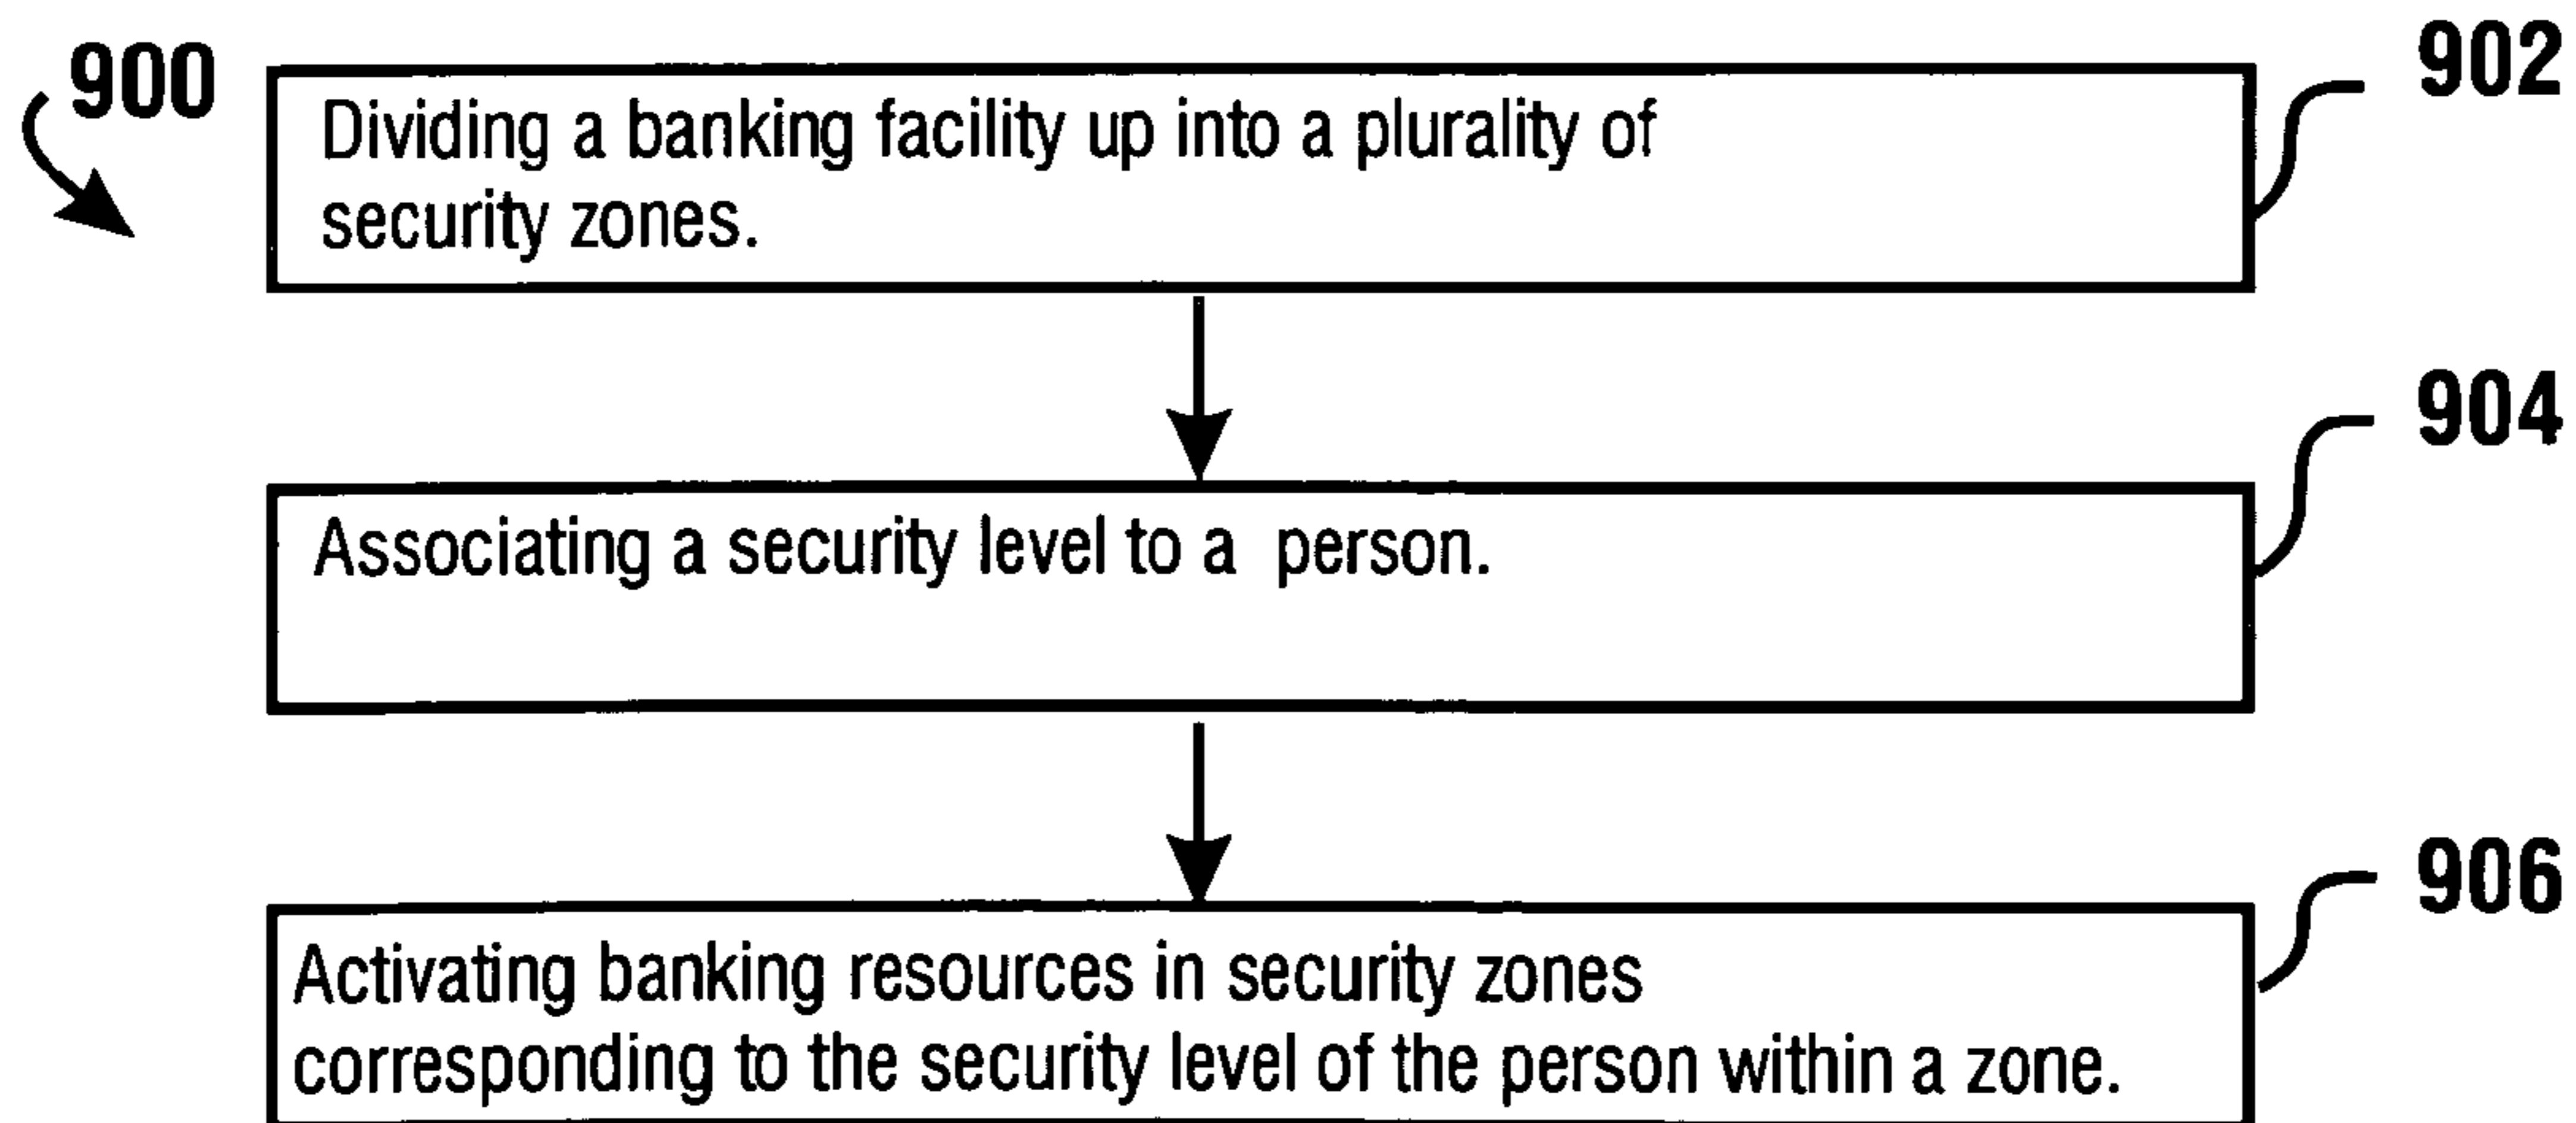 900
902
Dividing a banking facility up into a plurality of
security zones.
904
Associating a security level to a person.
906
Activating banking resources in security zones
corresponding to the security level of the person within a zone.